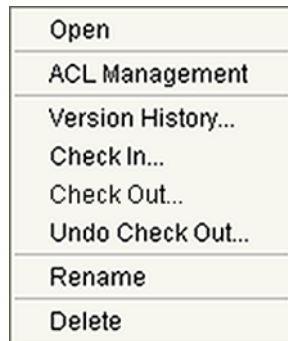 Open
ACL Management
Version History...
Check In...
Check Out...
Undo Check Out...
Rename
Delete